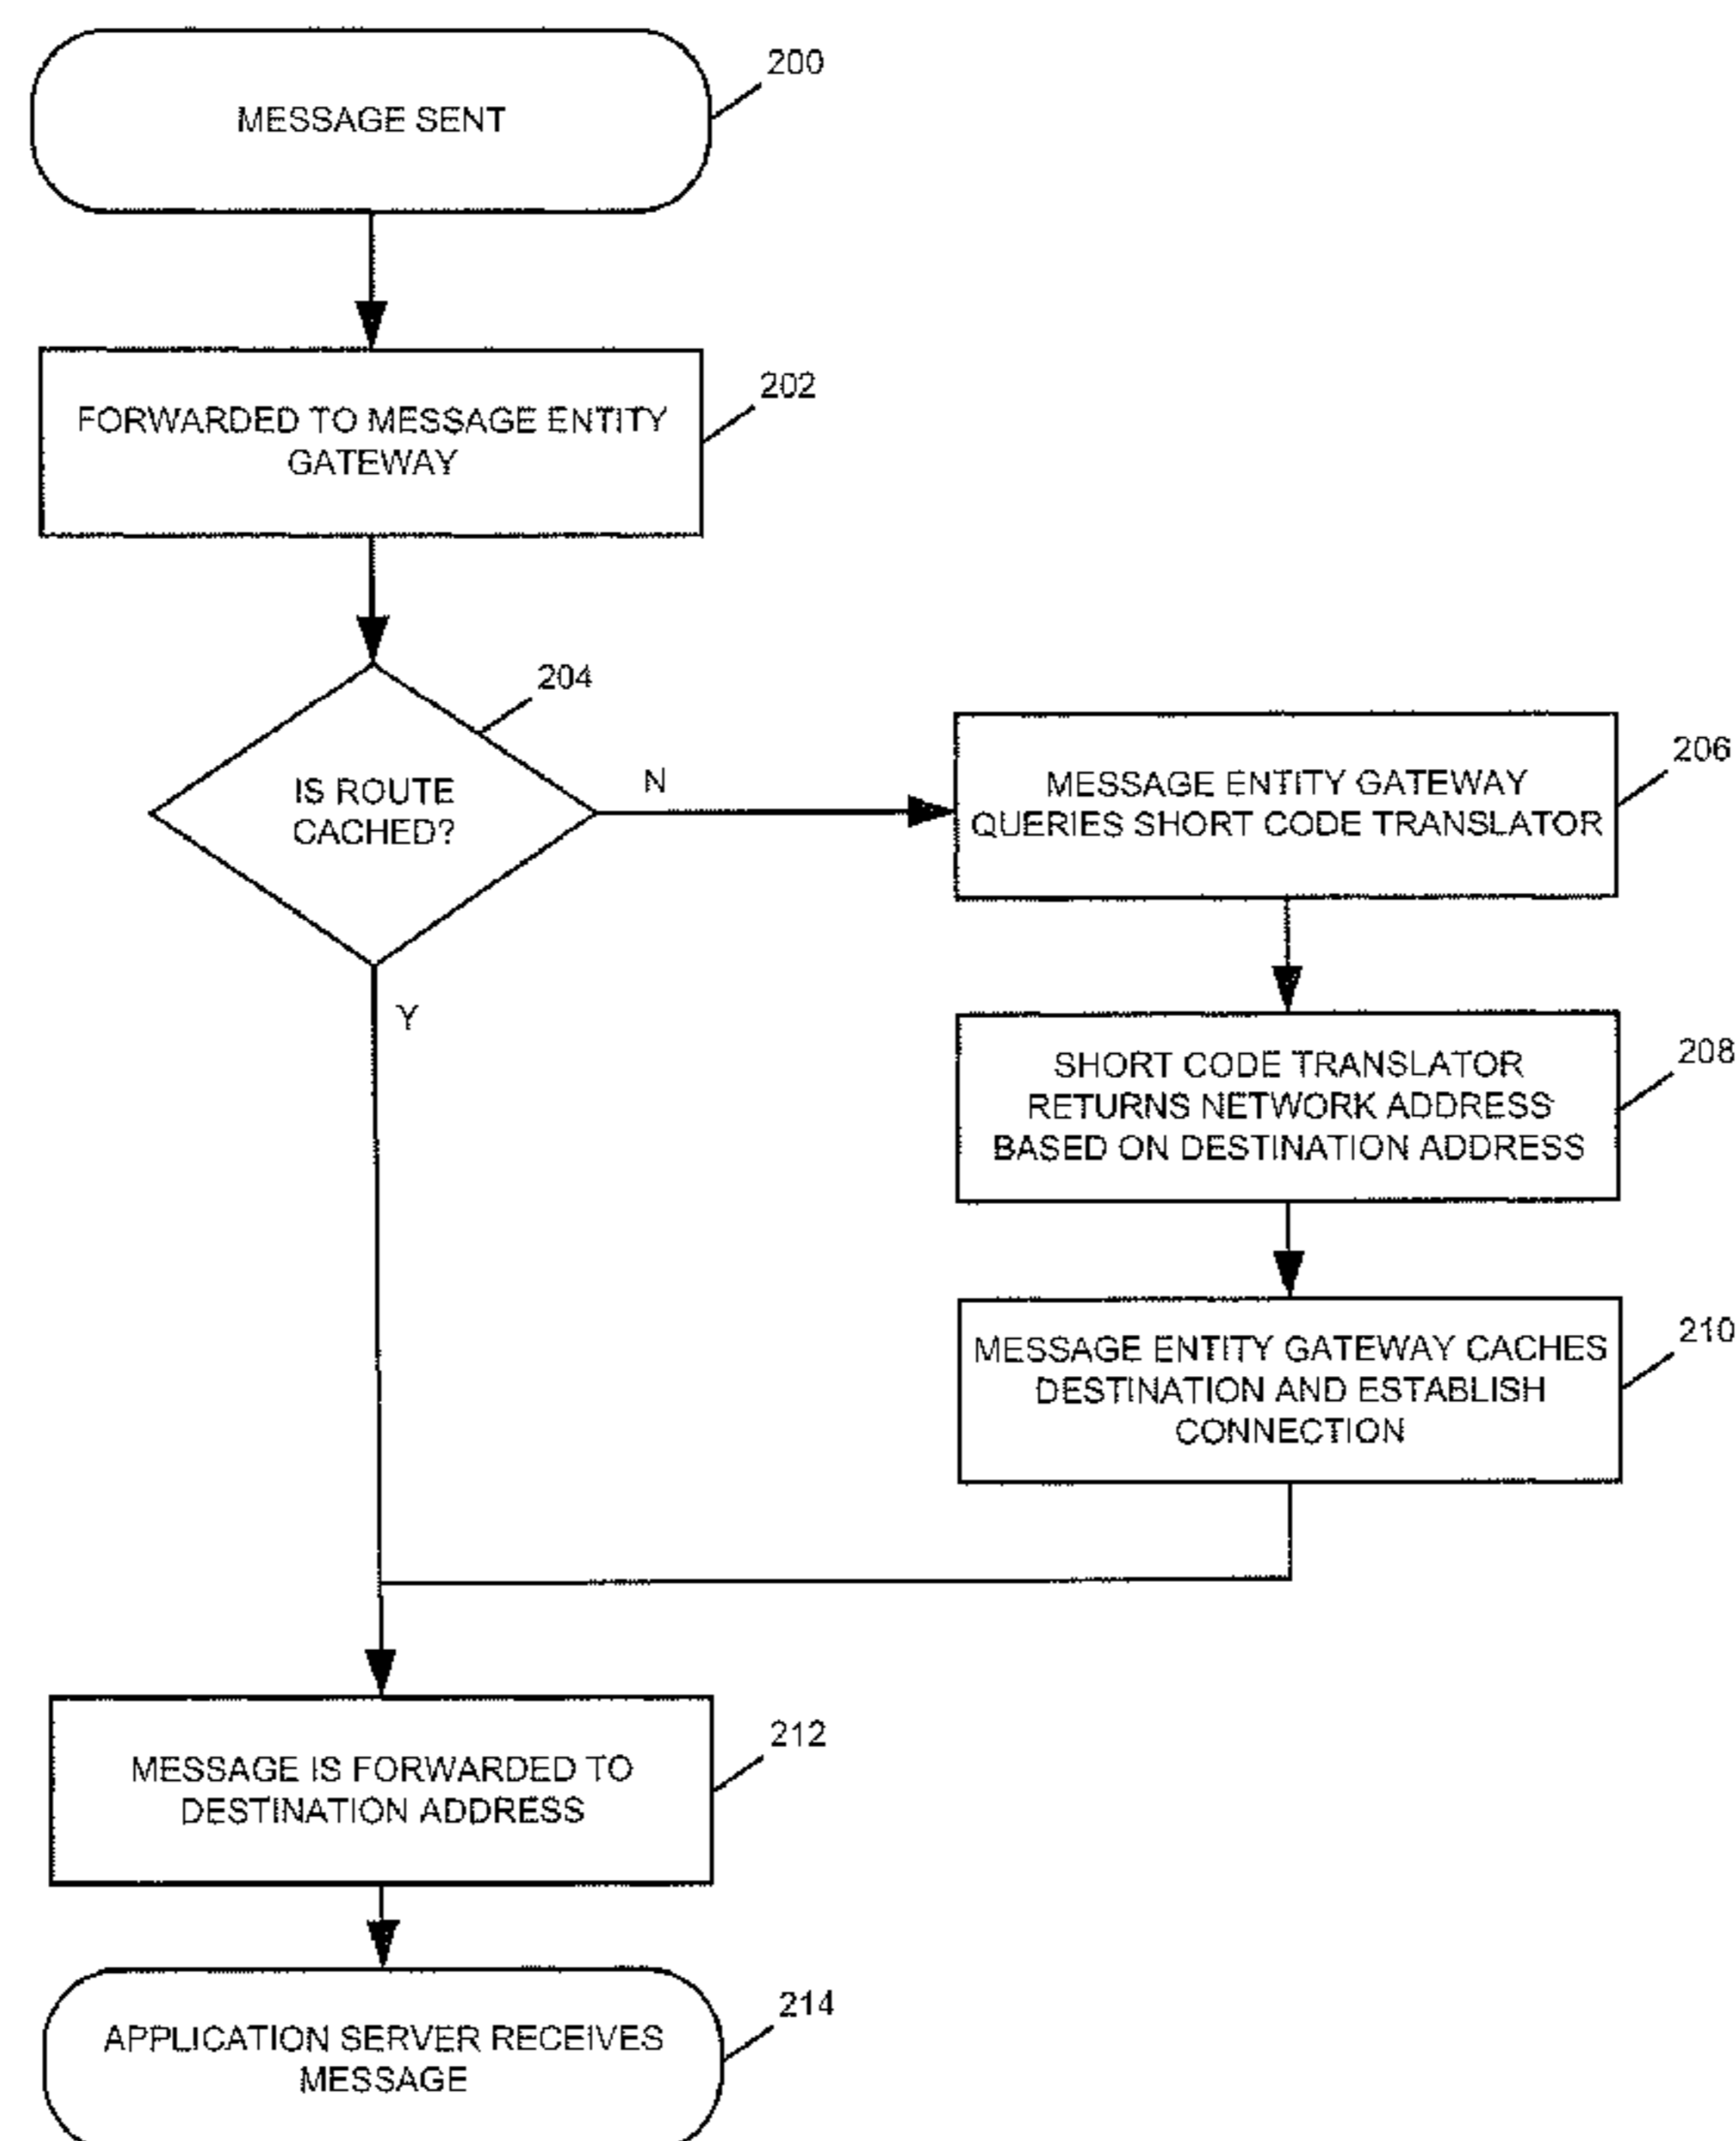 MESSAGE SENT
200
FORWARDED TO MESSAGE ENTITY
GATEWAY
202
IS ROUTE
CACHED?
204
N
Y
MESSAGE ENTITY GATEWAY
QUERIES SHORT CODE TRANSLATOR
206
SHORT CODE TRANSLATOR
RETURNS NETWORK ADDRESS
BASED ON DESTINATION ADDRESS
208
MESSAGE ENTITY GATEWAY CACHES
DESTINATION AND ESTABLISH
CONNECTION
210
MESSAGE IS FORWARDED TO
DESTINATION ADDRESS
212
APPLICATION SERVER RECEIVES
MESSAGE
214